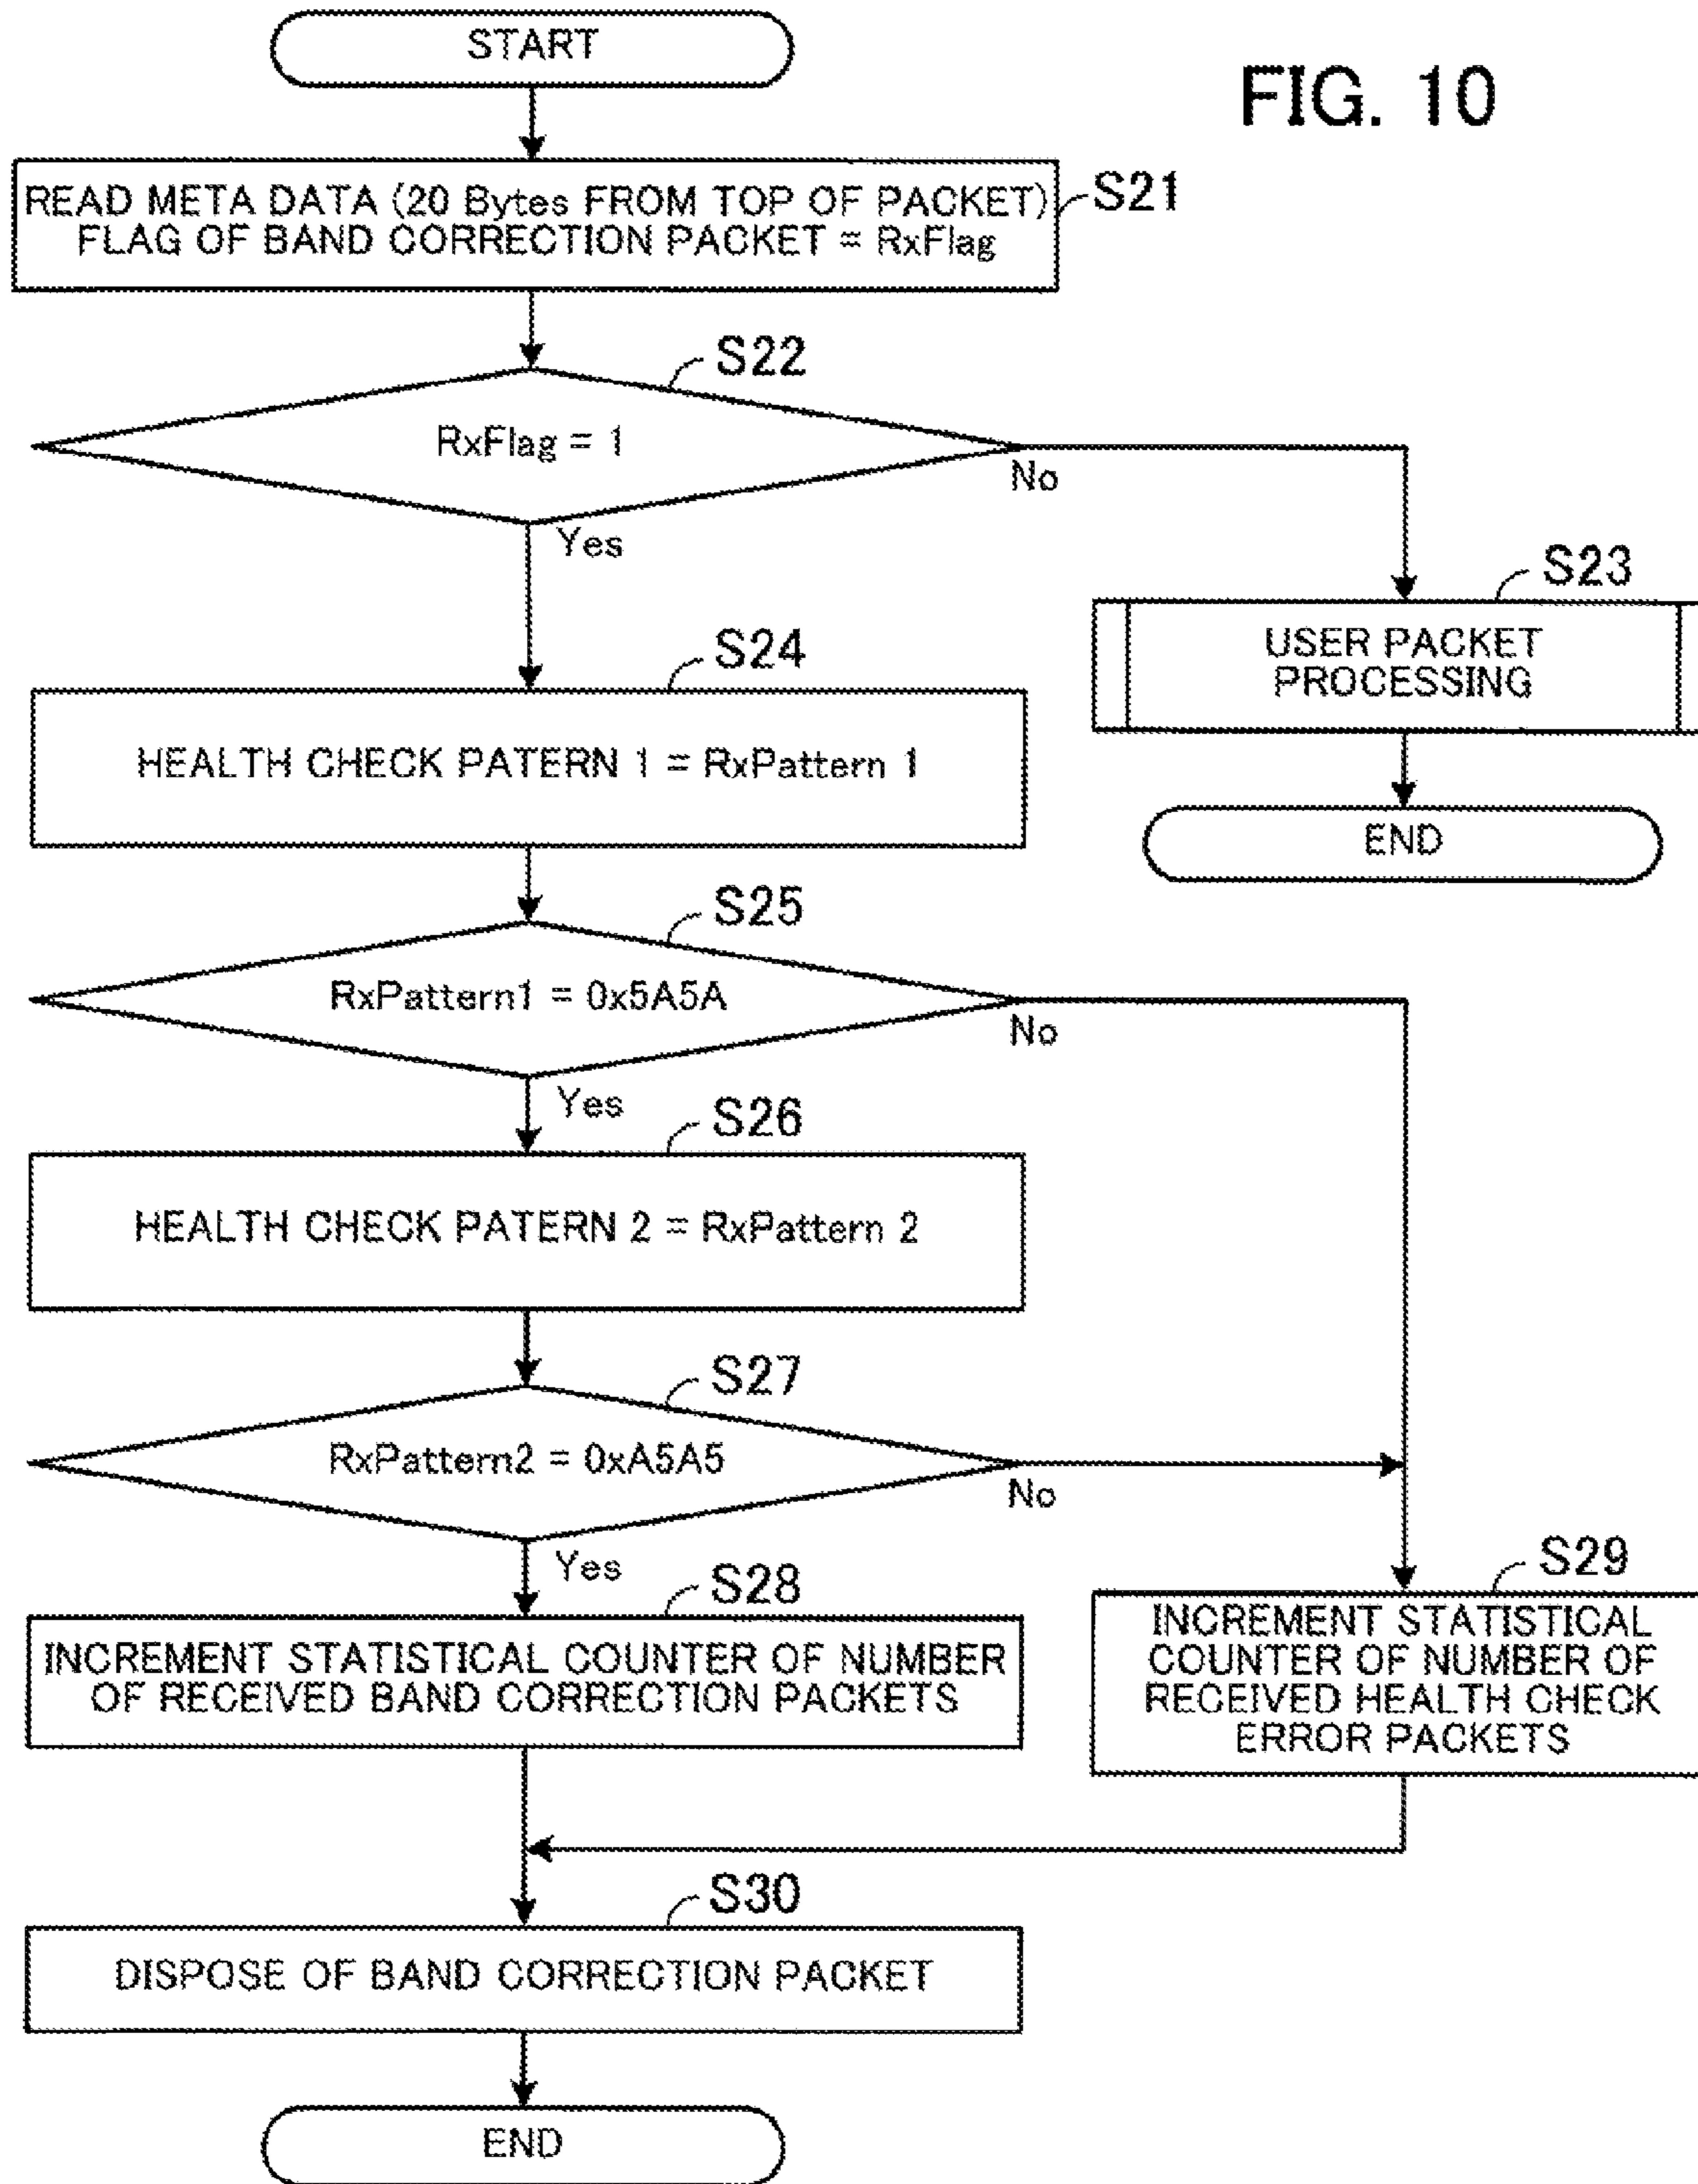 START
FIG. 10
READ META DATA (20 Bytes FROM TOP OF PACKET)
FLAG OF BAND CORRECTION PACKET = RxFlag
S21
S22
RxFlag = 1
No
Yes
S23
USER PACKET
PROCESSING
END
S24
HEALTH CHECK PATERN 1 = RxPattern 1
S25
RxPattern1 = 0x5A5A
No
Yes
S26
HEALTH CHECK PATERN 2 = RxPattern 2
S27
RxPattern2 = 0xA5A5
No
Yes
S28
INCREMENT STATISTICAL COUNTER OF NUMBER
OF RECEIVED BAND CORRECTION PACKETS
S29
INCREMENT STATISTICAL
COUNTER OF NUMBER OF
RECEIVED HEALTH CHECK
ERROR PACKETS
S30
DISPOSE OF BAND CORRECTION PACKET
END